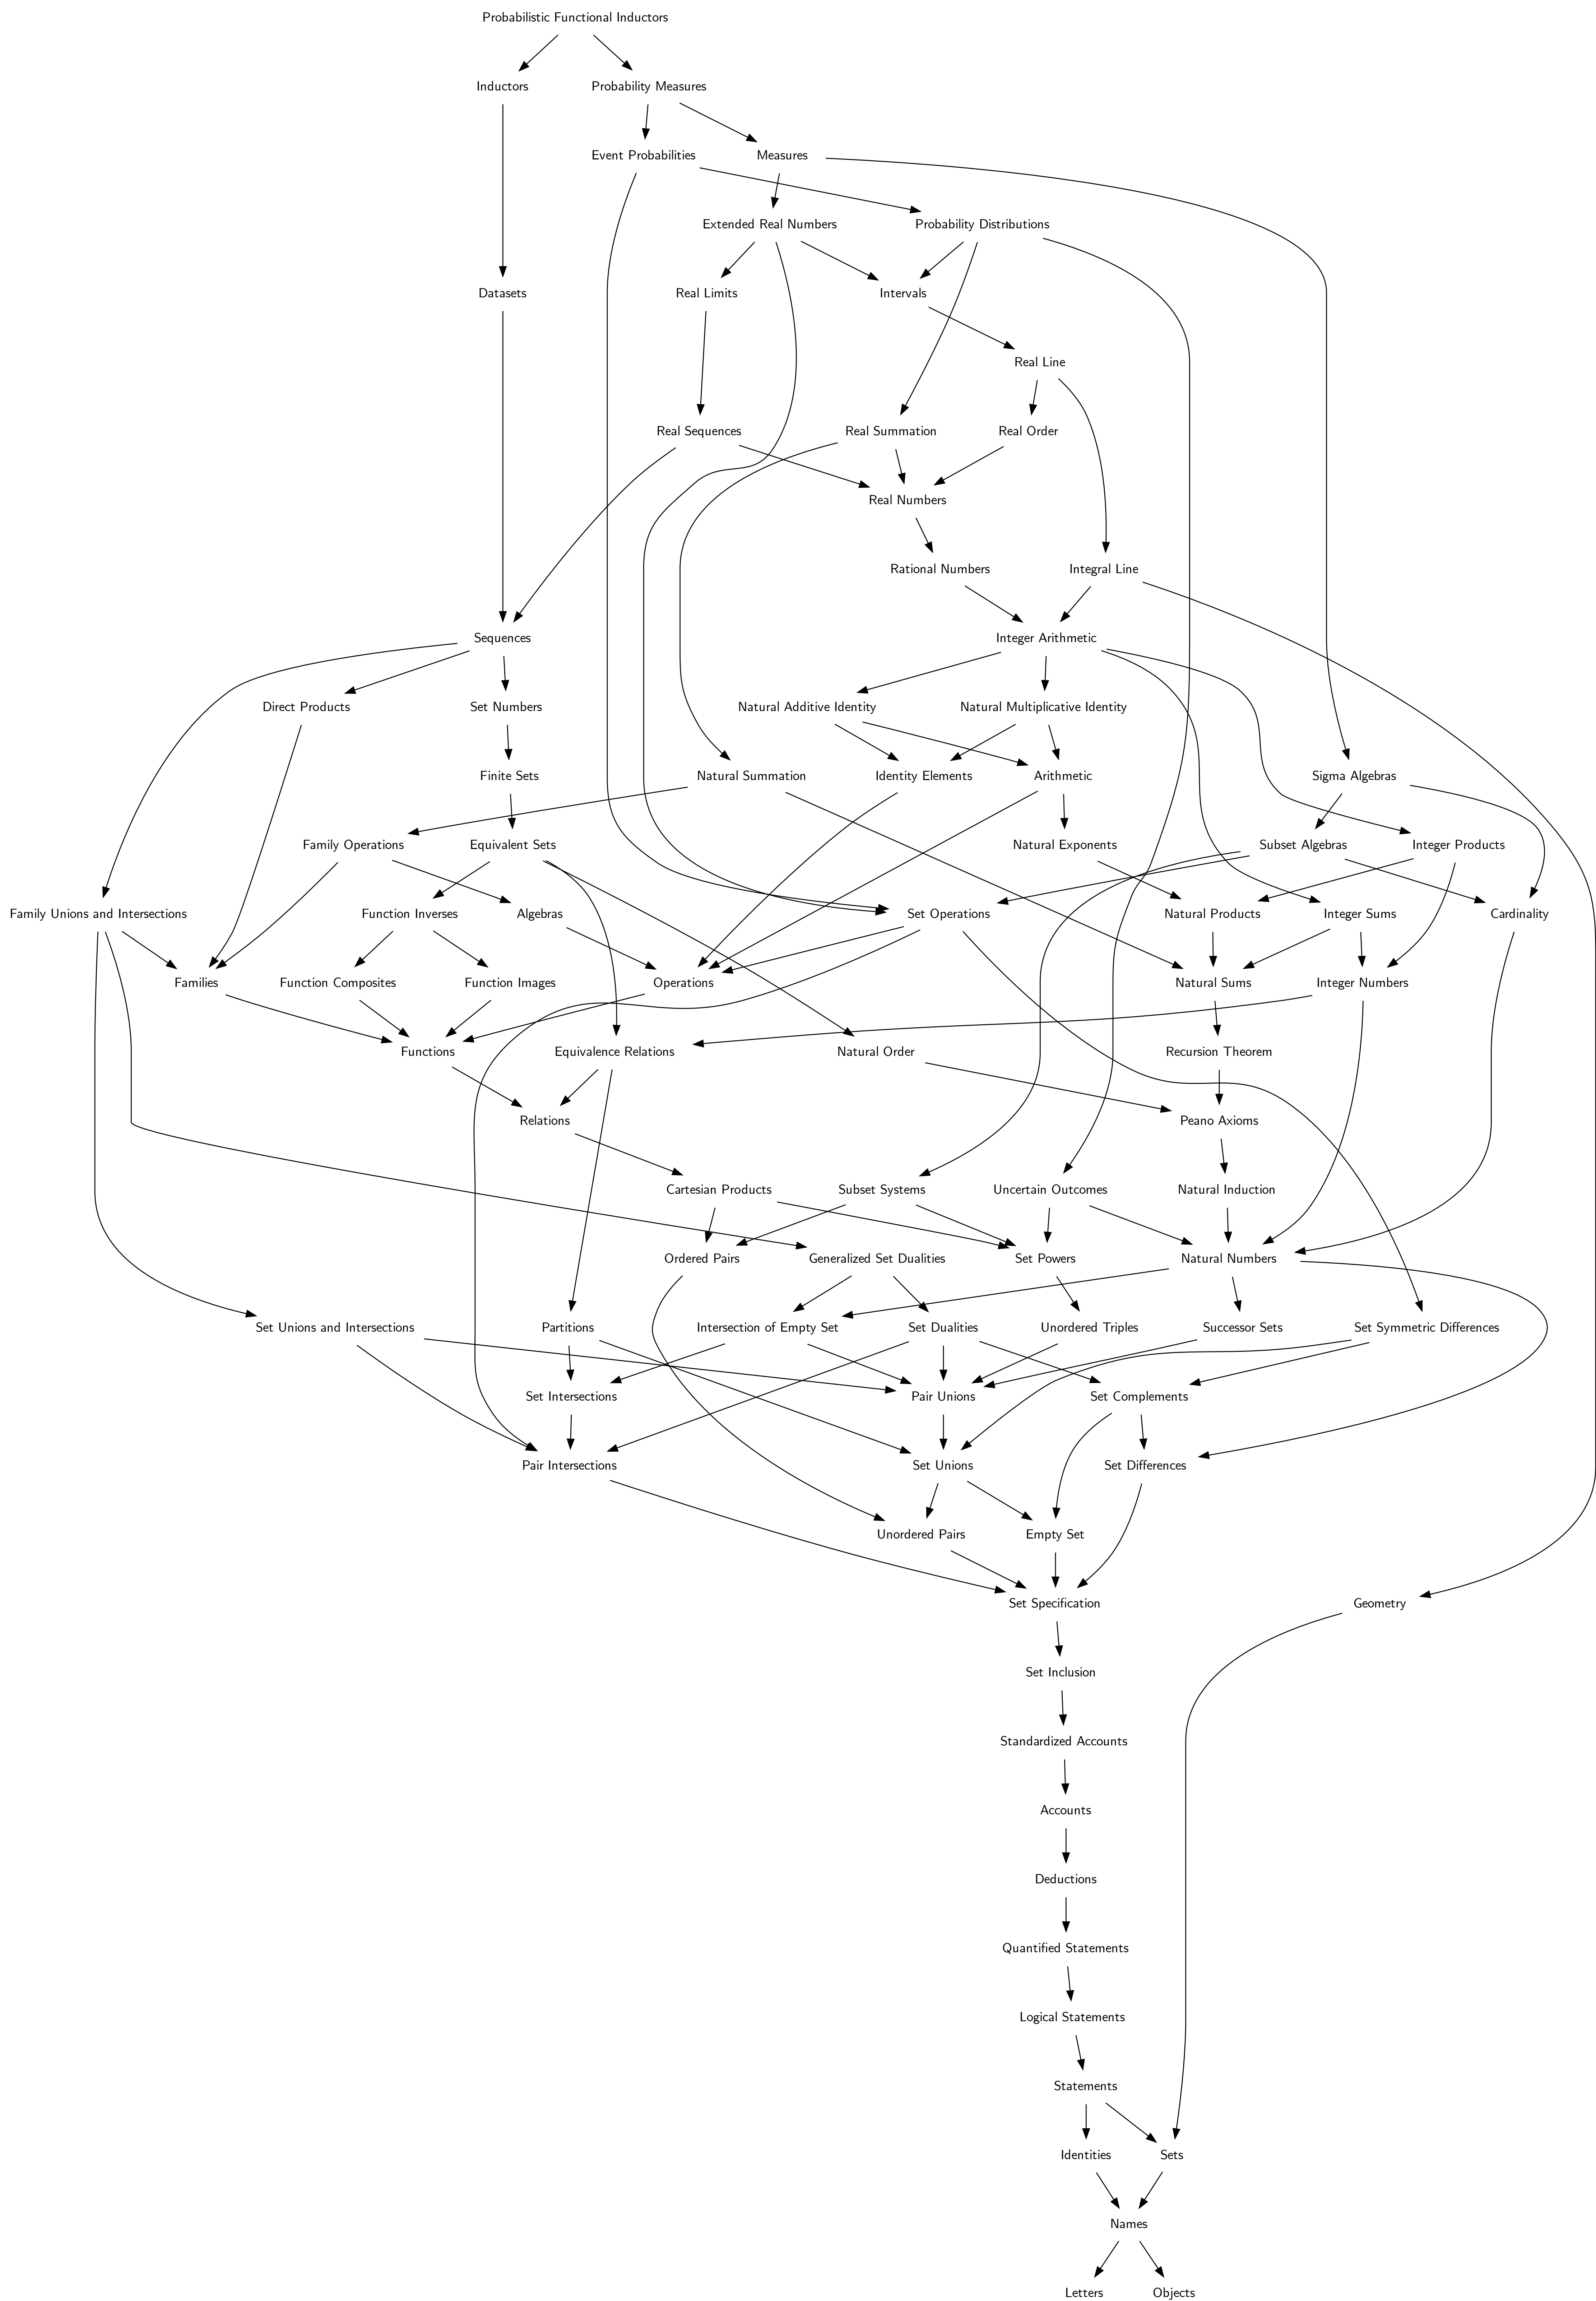 Probabilistic Functional Inductors
Inductors
Probability Measures
Event Probabilities
Measures
Extended Real Numbers
Probability Distributions
Datasets
Real Limits
Intervals
Real Line
Real Sequences
Real Summation
Real Order
Real Numbers
Rational Numbers
Integral Line
Sequences
Integer Arithmetic
Direct Products
Set Numbers
Natural Additive Identity
Natural Multiplicative Identity
Finite Sets
Natural Summation
Identity Elements
Arithmetic
Sigma Algebras
Family Operations
Equivalent Sets
Natural Exponents
Subset Algebras
Integer Products
Family Unions and Intersections
Function Inverses
Algebras
Set Operations
Natural Products
Integer Sums
Cardinality
Families
Function Composites
Function Images
Operations
Natural Sums
Integer Numbers
Functions
Equivalence Relations
Natural Order
Recursion Theorem
Relations
Peano Axioms
Cartesian Products
Subset Systems
Uncertain Outcomes
Natural Induction
Ordered Pairs
Generalized Set Dualities
Set Powers
Natural Numbers
Set Unions and Intersections
Partitions
Intersection of Empty Set
Set Dualities
Unordered Triples
Successor Sets
Set Symmetric Differences
Set Intersections
Pair Unions
Set Complements
Pair Intersections
Set Unions
Set Differences
Unordered Pairs
Empty Set
Set Specification
Geometry
Set Inclusion
Standardized Accounts
Accounts
Deductions
Quantified Statements
Logical Statements
Statements
Identities
Sets
Names
Letters
Objects